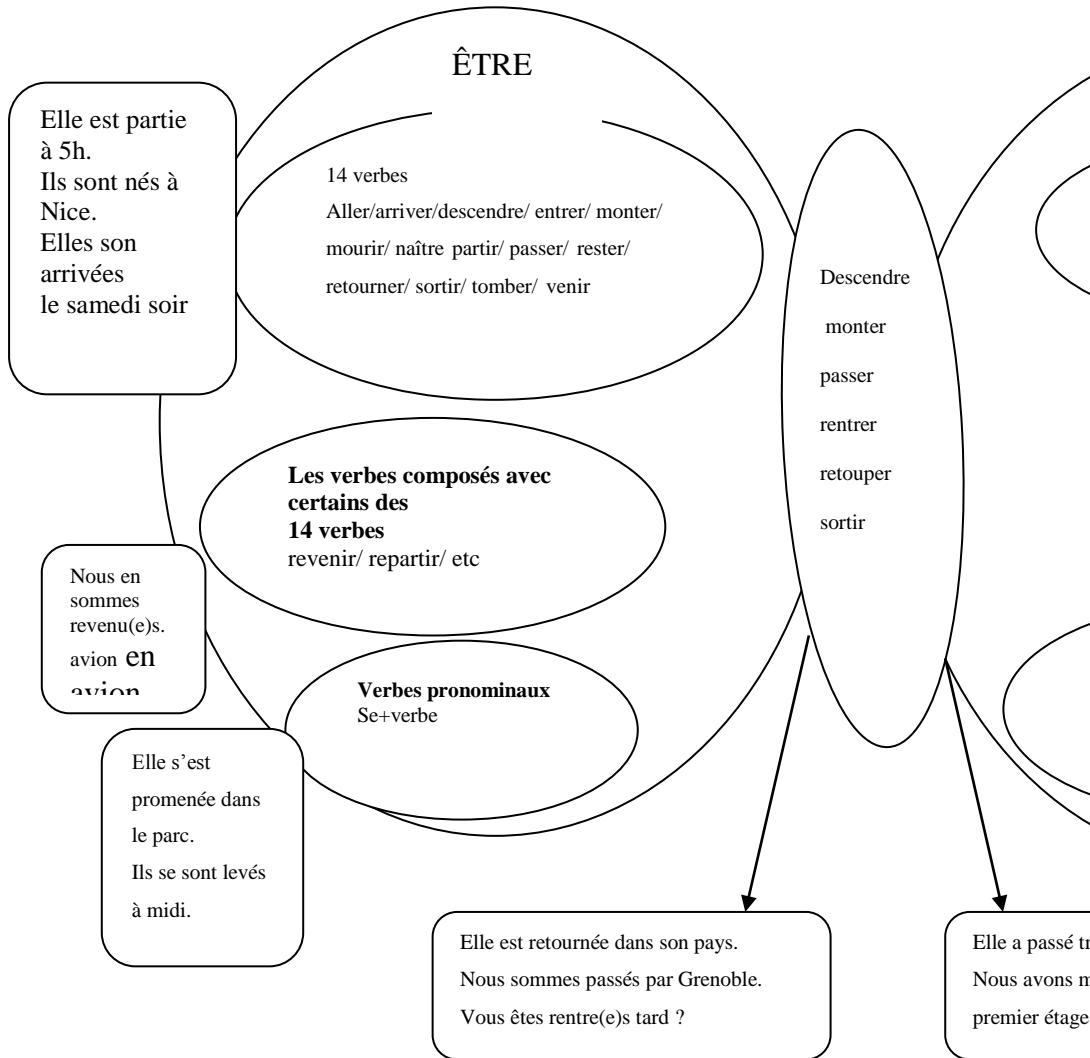 ÊTRE
Elle est partie
à 5h.
Ils sont nés à
Nice.
Elles son
arrivées
le samedi soir
14 verbes
Aller/arriver/descendre/ entrer/ monter/
mourir/ naître partir/ passer/ rester/
retourner/ sortir/ tomber/ venir
Descendre
monter
passer
rentrer
retouper
sortir
Les verbes composés avec
certains des
14 verbes
revenir/ repartir/ etc
Nous en
sommes
revenu(e)s.
avion en
avion
Verbes pronominaux
Se+verbe
Elle s’est
promenée dans
le parc.
Ils se sont levés
à midi.
Elle est retournée dans son pays.
Nous sommes passés par Grenoble.
Vous êtes rentre(e)s tard ?
Elle a passé
Nous avons
premier étage